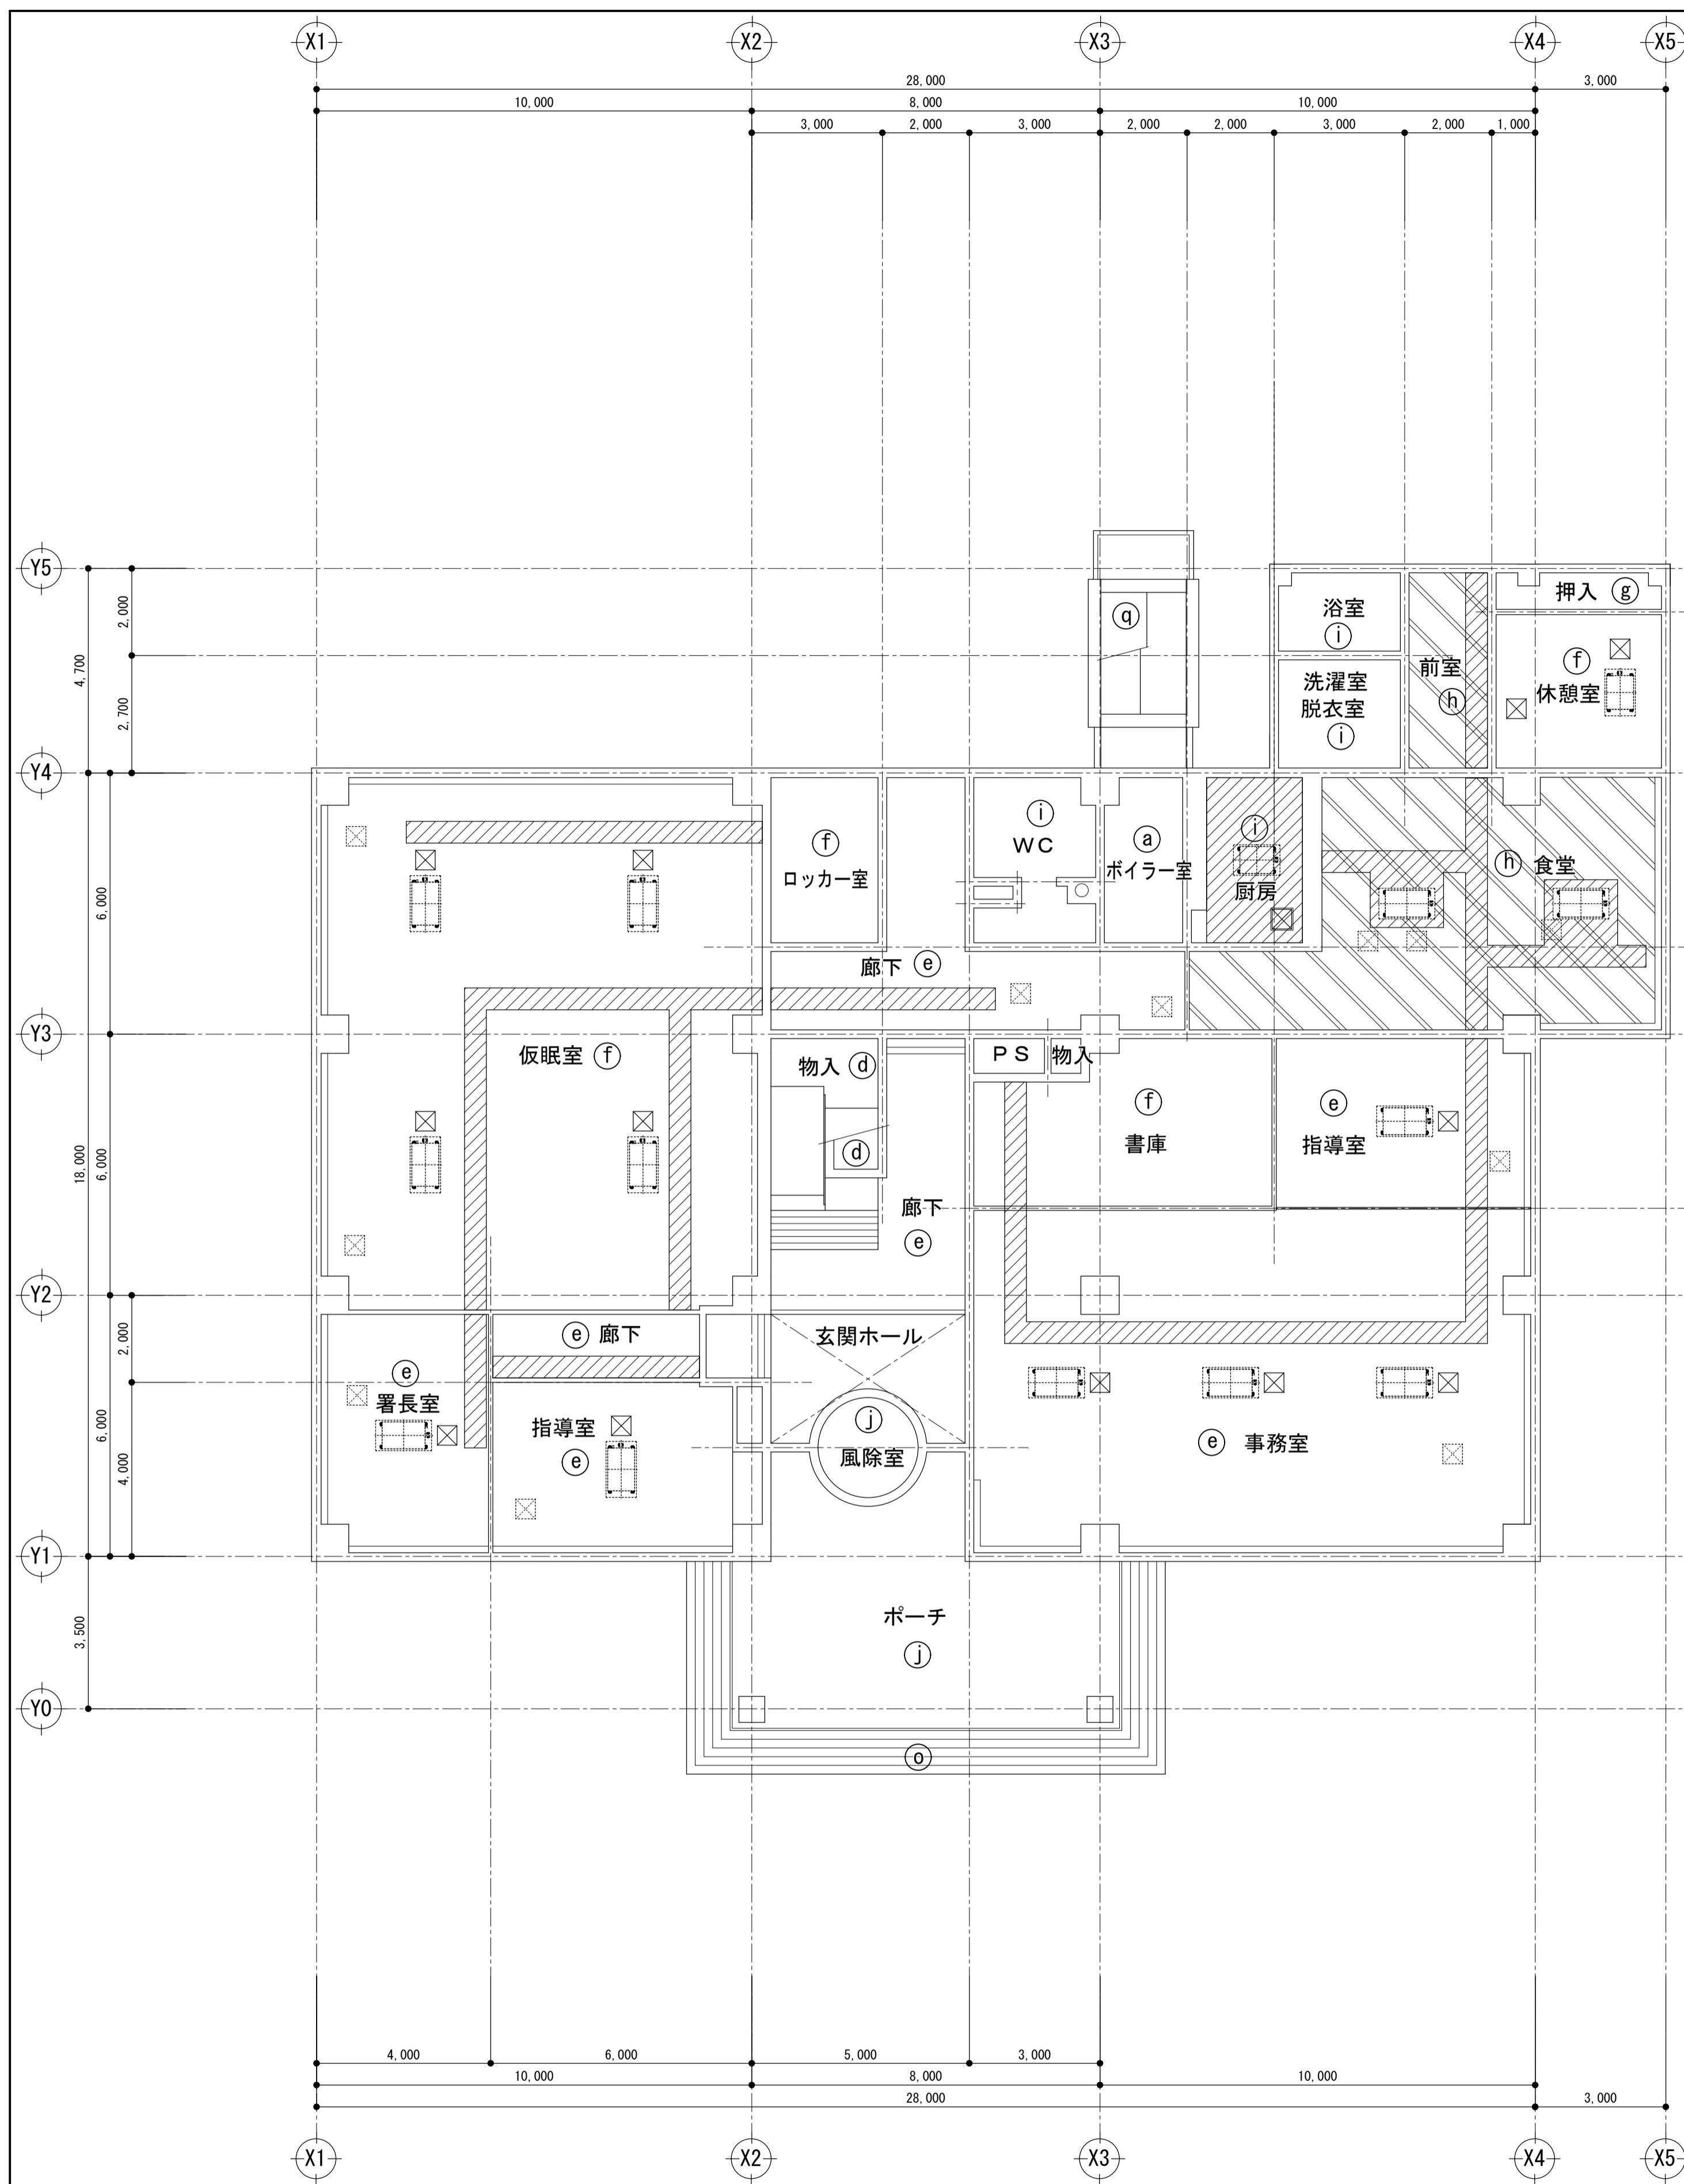 X1 X2 X3 X4 X5
28,000 3,000
10,000 8,000 10,000
3,000 2,000 3,000 2,000 2,000 3,000 2,000 1,000
Y5
2,000
4,700
2,700
Y4
6,000
Y3
18,000
6,000
Y2
2,000
6,000
4,000
Y1
3,500
Y0
q
浴室
i
押入 g
前室
h
洗濯室
脱衣室
i
f
休憩室
f
ロッカー室
i
WC
a
ボイラー室
i
厨房
h 食堂
廊下 e
仮眠室 f
物入 d
d
PS
物入
f
書庫
e
指導室
廊下
e
e 廊下
玄関ホール
e
署長室
指導室
e
j
風除室
e 事務室
ポーチ
j
o
4,000 6,000 5,000 3,000
10,000 8,000 10,000
28,000 3,000
X1 X2 X3 X4 X5